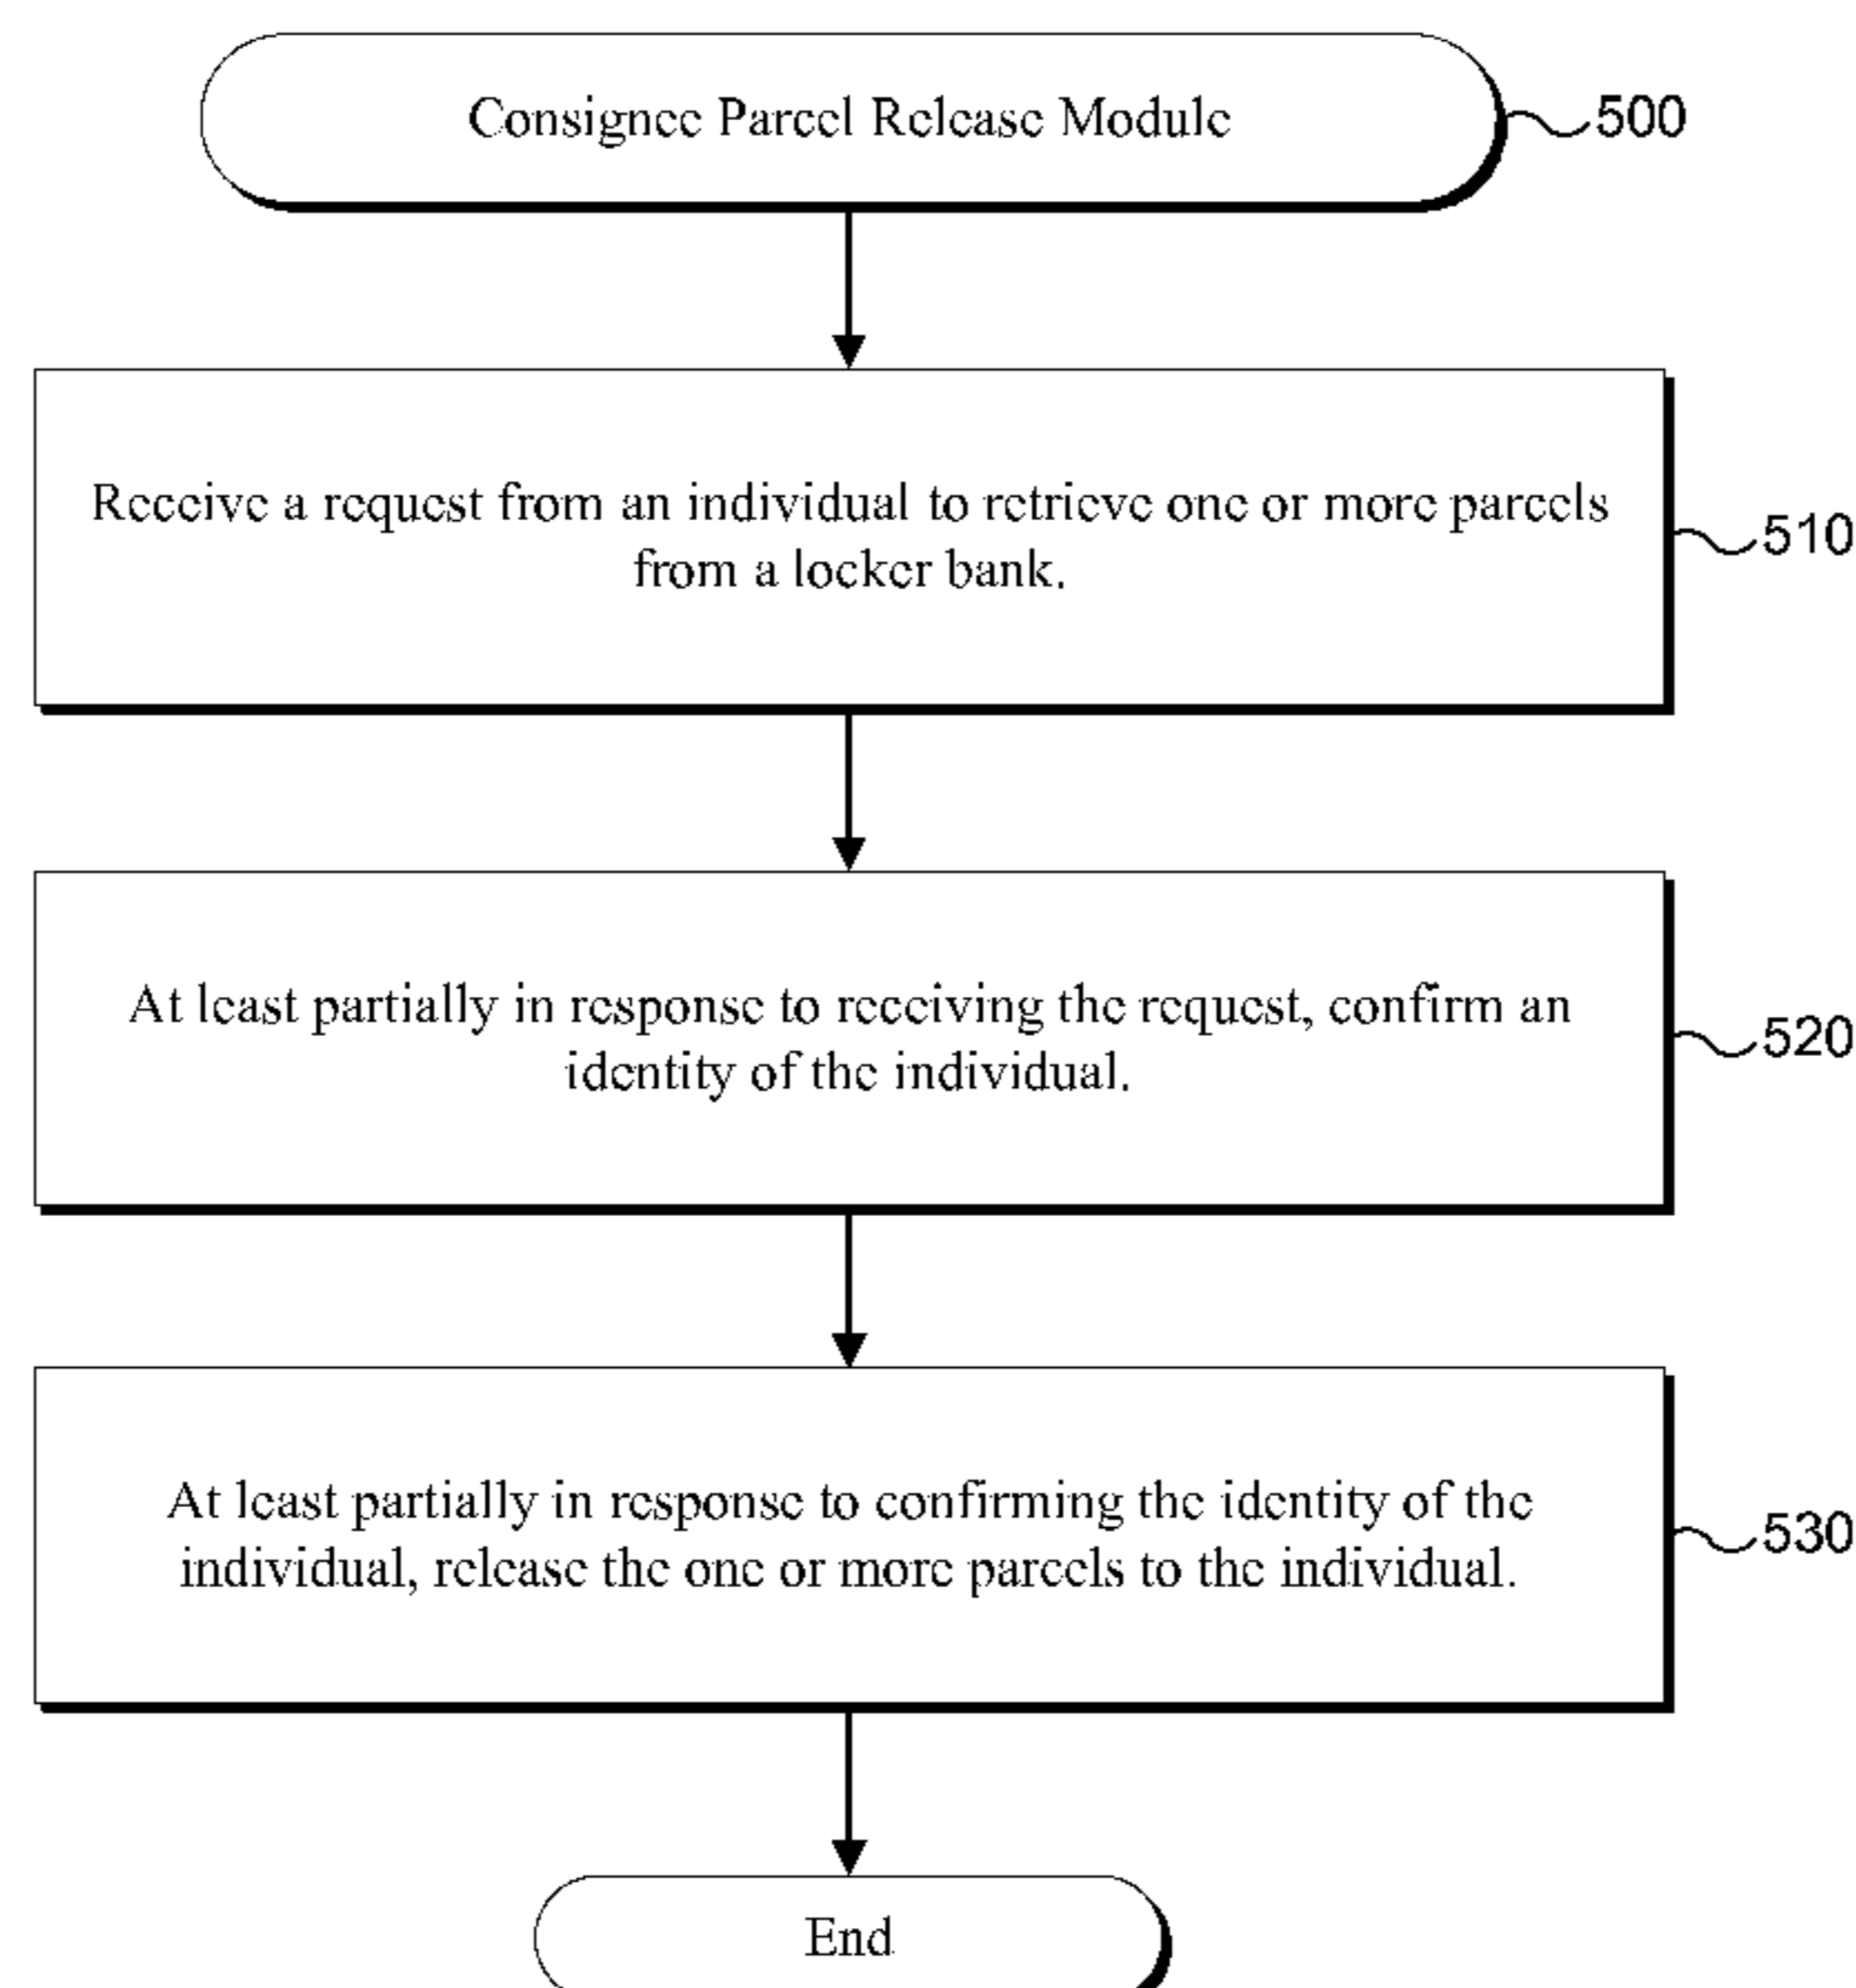 Consignee Parcel Release Module
500
Receive a request from an individual to retrieve one or more parcels
from a locker bank.
510
At least partially in response to receiving the request, confirm an
identity of the individual.
520
At least partially in response to confirming the identity of the
individual, release the one or more parcels to the individual.
530
End